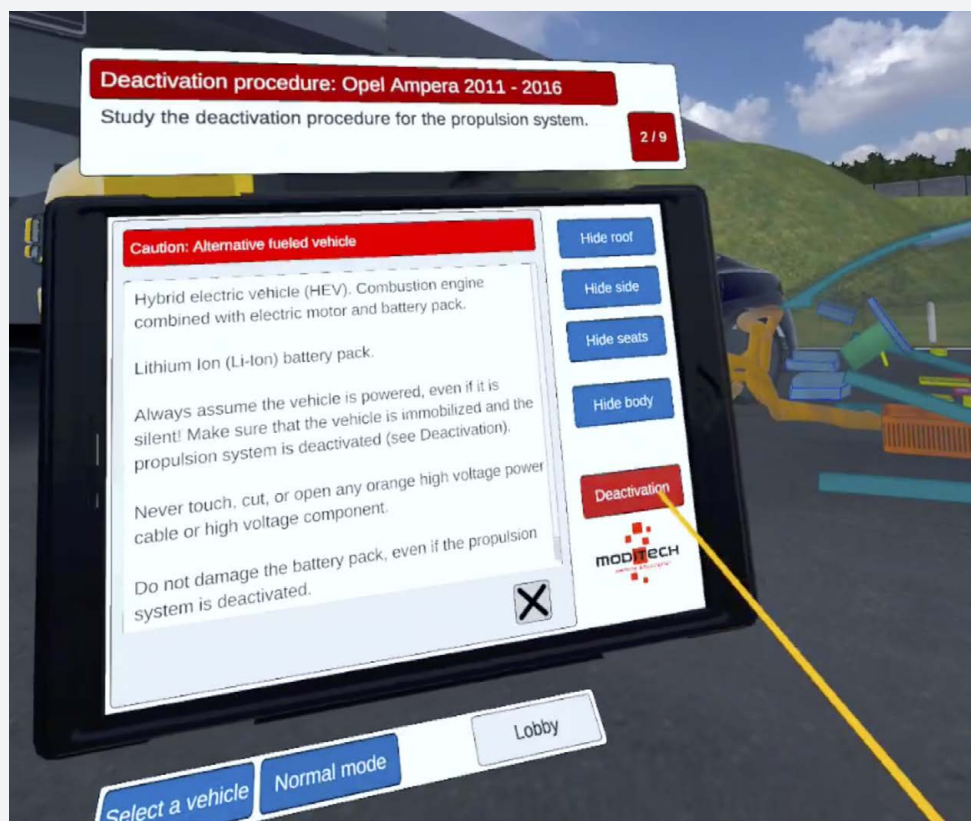 Deactivation procedure: Opel Ampera 2011 - 2016
Study the deactivation procedure for the propulsion system.
2 / 9
Caution: Alternative fueled vehicle
Hybrid electric vehicle (HEV). Combustion engine
combined with electric motor and battery pack.
Lithium Ion (Li-Ion) battery pack.
Always assume the vehicle is powered, even if it is
silent! Make sure that the vehicle is immobilized and the
propulsion system is deactivated (see Deactivation).
Never touch, cut, or open any orange high voltage power
cable or high voltage component.
Do not damage the battery pack, even if the propulsion
system is deactivated.
Hide roof
Hide side
Hide seats
Hide body
Deactivation
MODITECH
Select a vehicle
Normal mode
Lobby